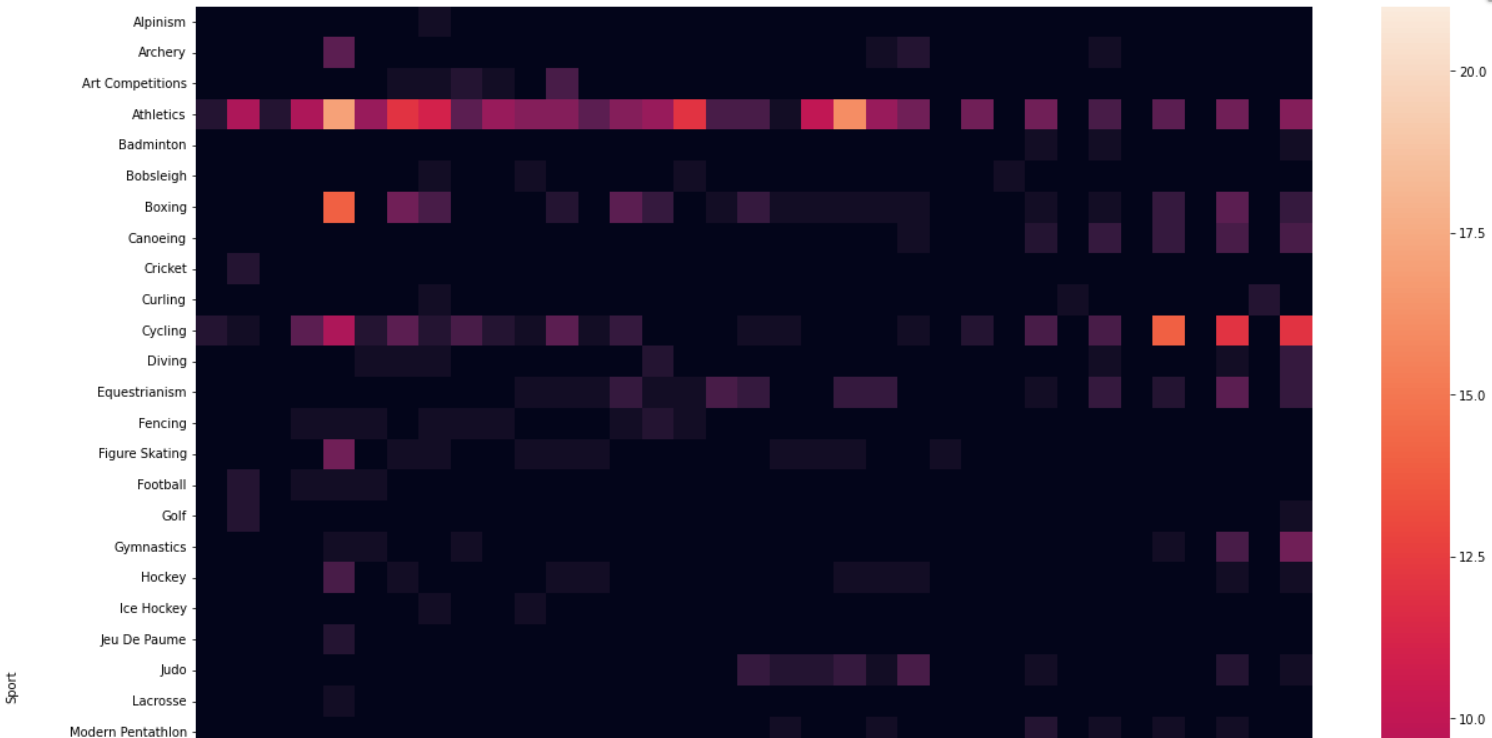 Alpinism
Archery
Art Competitions
Athletics
Badminton
Bobsleigh
Boxing
Canoeing
Cricket
Curling
Cycling
Diving
Equestrianism
Fencing
Figure Skating
Football
Golf
Gymnastics
Hockey
Ice Hockey
Jeu De Paume
Judo
Lacrosse
Modern Pentathlon
Sport
20.0
17.5
15.0
12.5
10.0